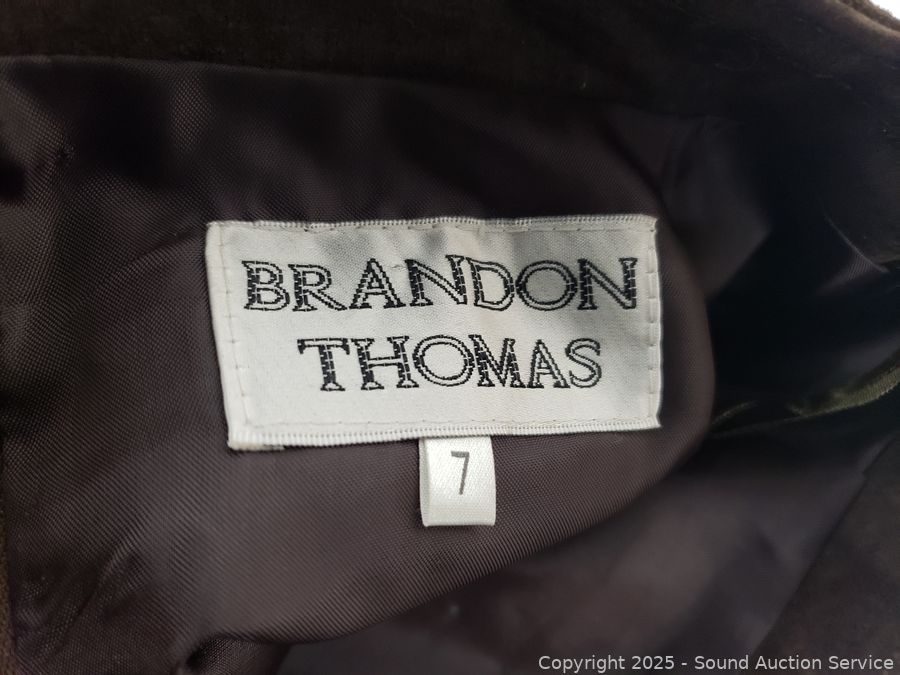 BRANDON
THOMAS
7
Copyright 2025 - Sound Auction Service